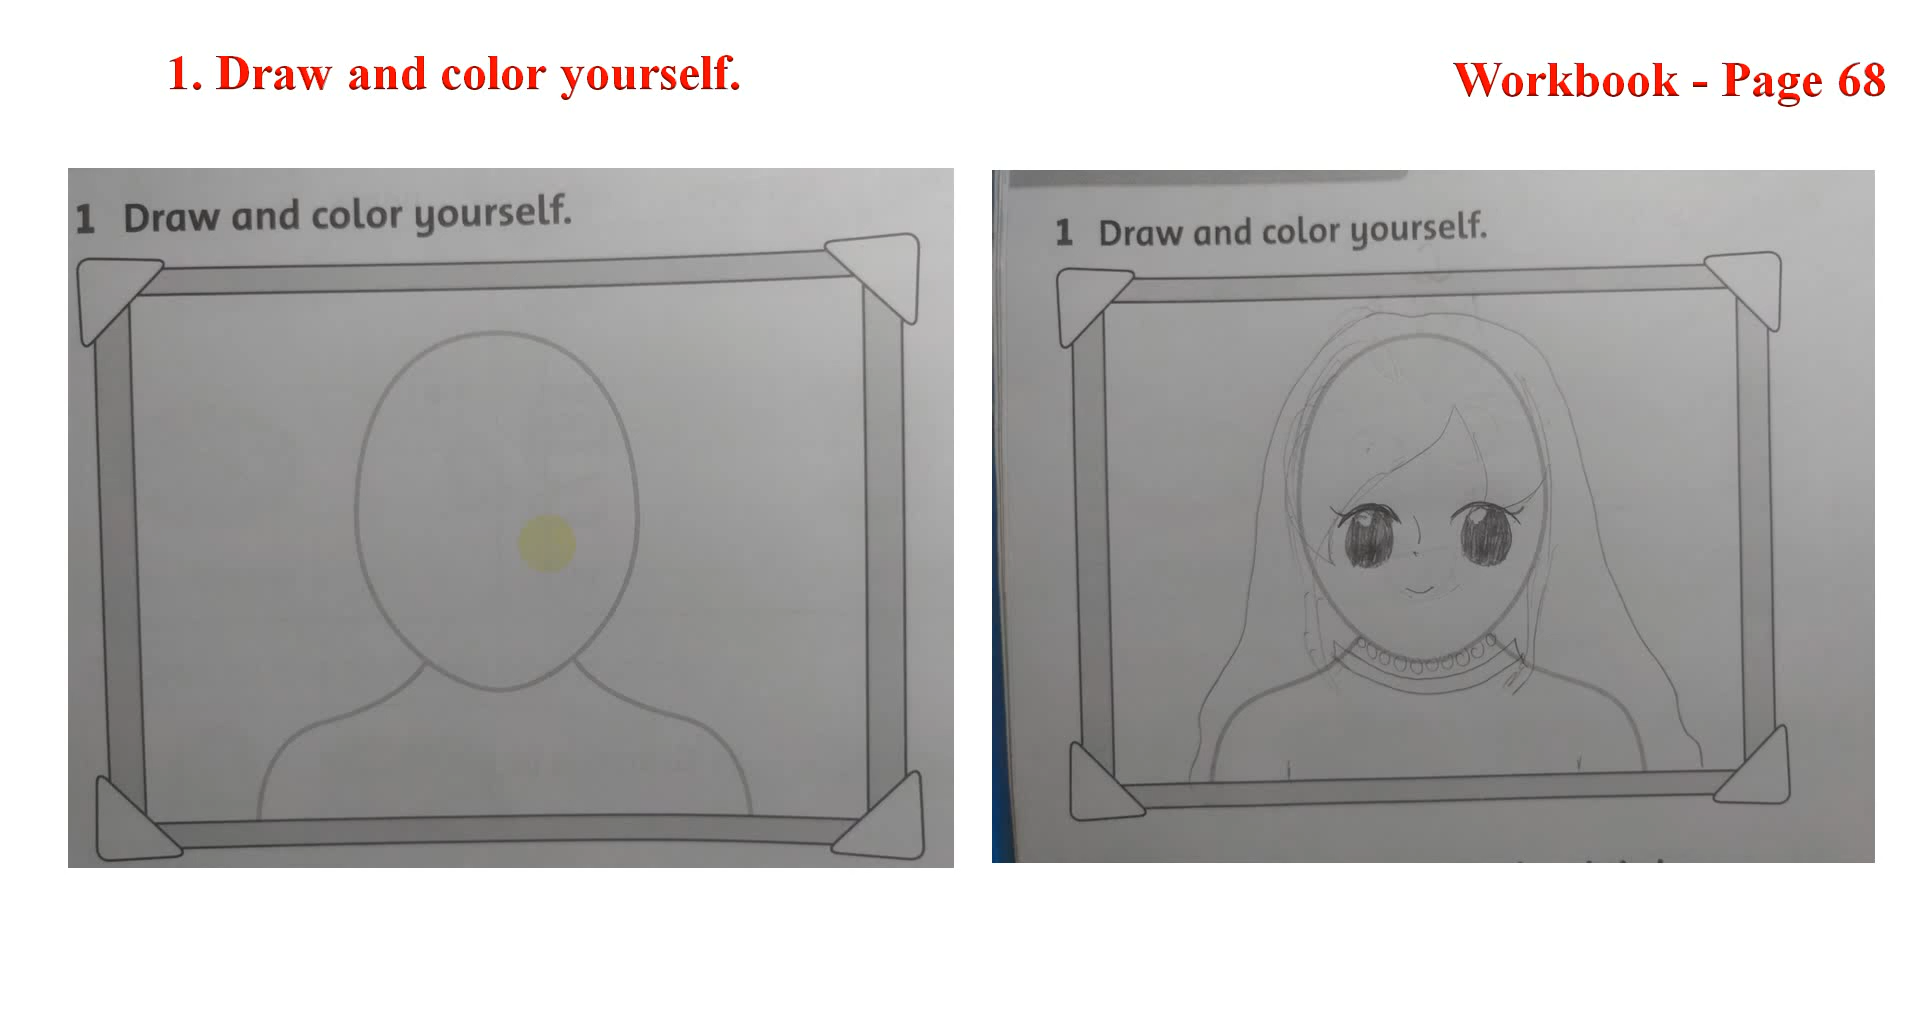 1. Draw and color yourself.
Workbook - Page 68
1 Draw and color yourself.
1 Draw and color yourself.